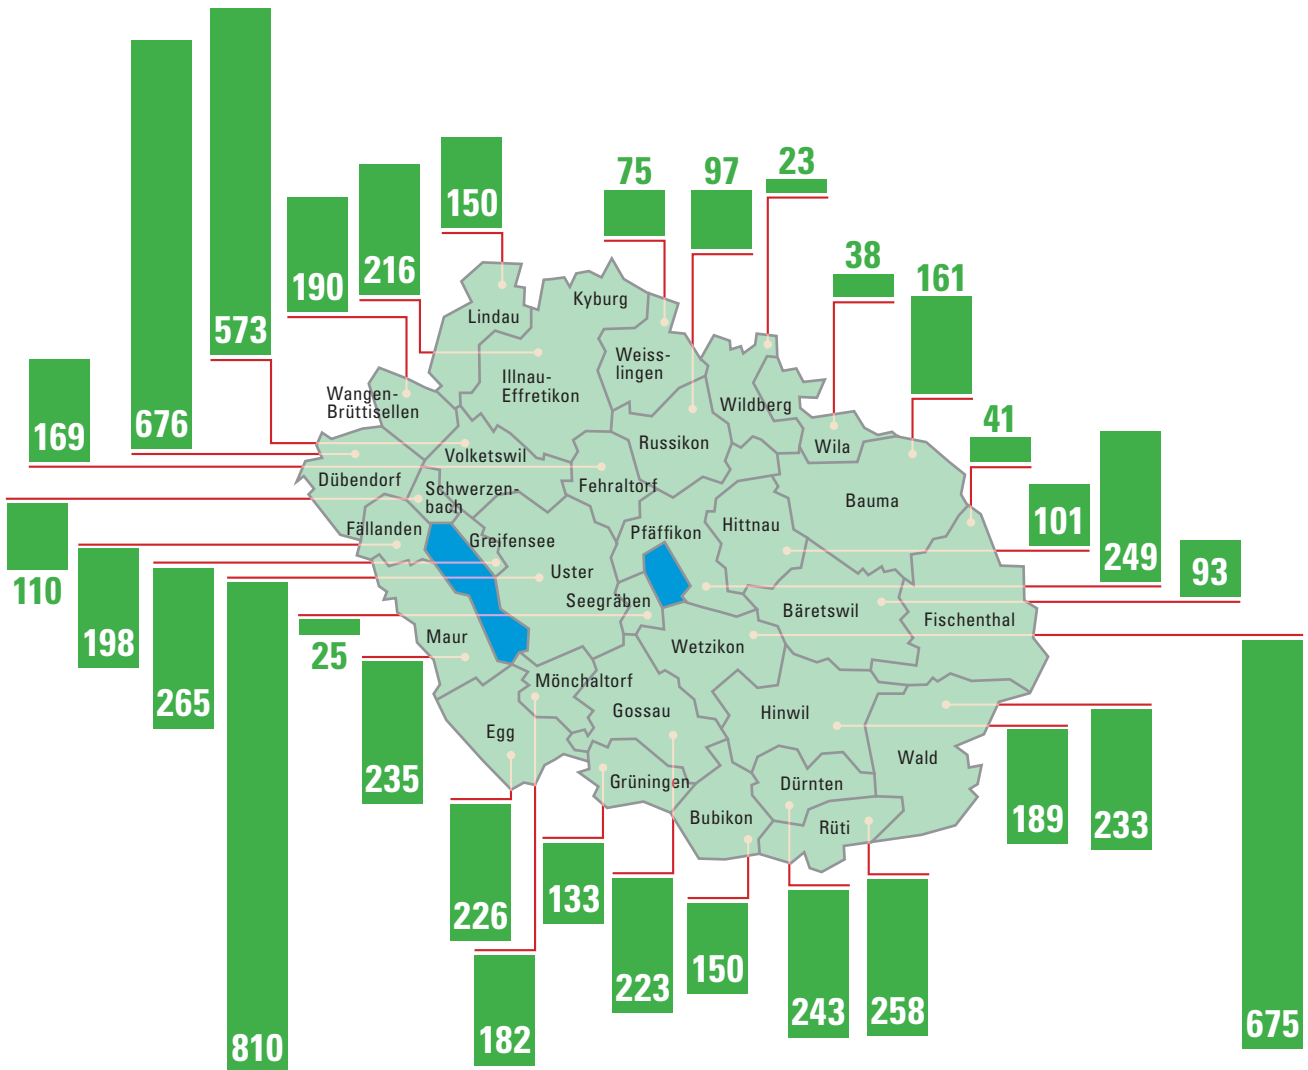 75
97
23
150
38
216
161
190
573
Kyburg
Lindau
Weiss-
lingen
Illnau-
Effretikon
Wangen-
Brüttisellen
Wildberg
41
169
676
Russikon
Wila
Volketswil
Dübendorf
Fehraltorf
Schwerzen-
bach
Bauma
101
Fällanden
Greifensee
Pfäffikon
Hittnau
249
93
110
Uster
Seegräben
Bäretswil
Fischenthal
198
25
Maur
Wetzikon
265
Mönchaltorf
235
Egg
Gossau
Hinwil
Wald
Grüningen
Dürnten
Bubikon
Rüti
189
233
226
133
223
150
243
258
182
810
675